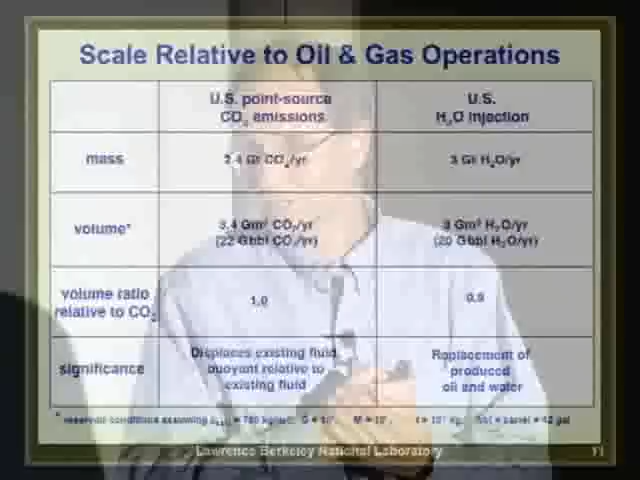 Scale Relative to Oil & Gas Operations
U.S. point-source
CO₂ emissions
U.S.
H₂O Injection
mass
2.4 Gt CO₂/yr
3 Gt H₂O/yr
volume*
3.4 Gm³ CO₂/yr
(22 Gbbl CO₂/yr)
3 Gm³ H₂O/yr
(20 Gbbl H₂O/yr)
volume ratio
relative to CO₂
1.0
0.9
significance
Displaces existing fluid
buoyant relative to
existing fluid
Replacement of
produced
oil and water
* reservoir conditions assuming
Lawrence Berkeley National Laboratory